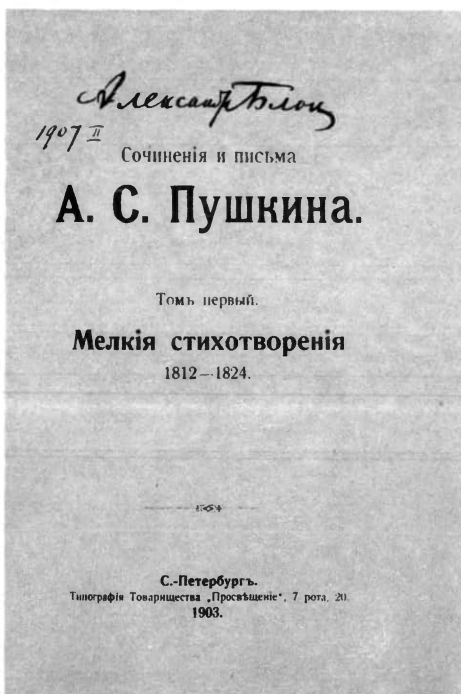 Александр Блок
1907 II
Сочиненія и письма
А. С. Пушкина.
Томъ первый.
Мелкія стихотворенія
1812—1824.
С.-Петербургъ.
Типографія Товарищества „Просвѣщеніе“, 7 рота, 20.
1903.